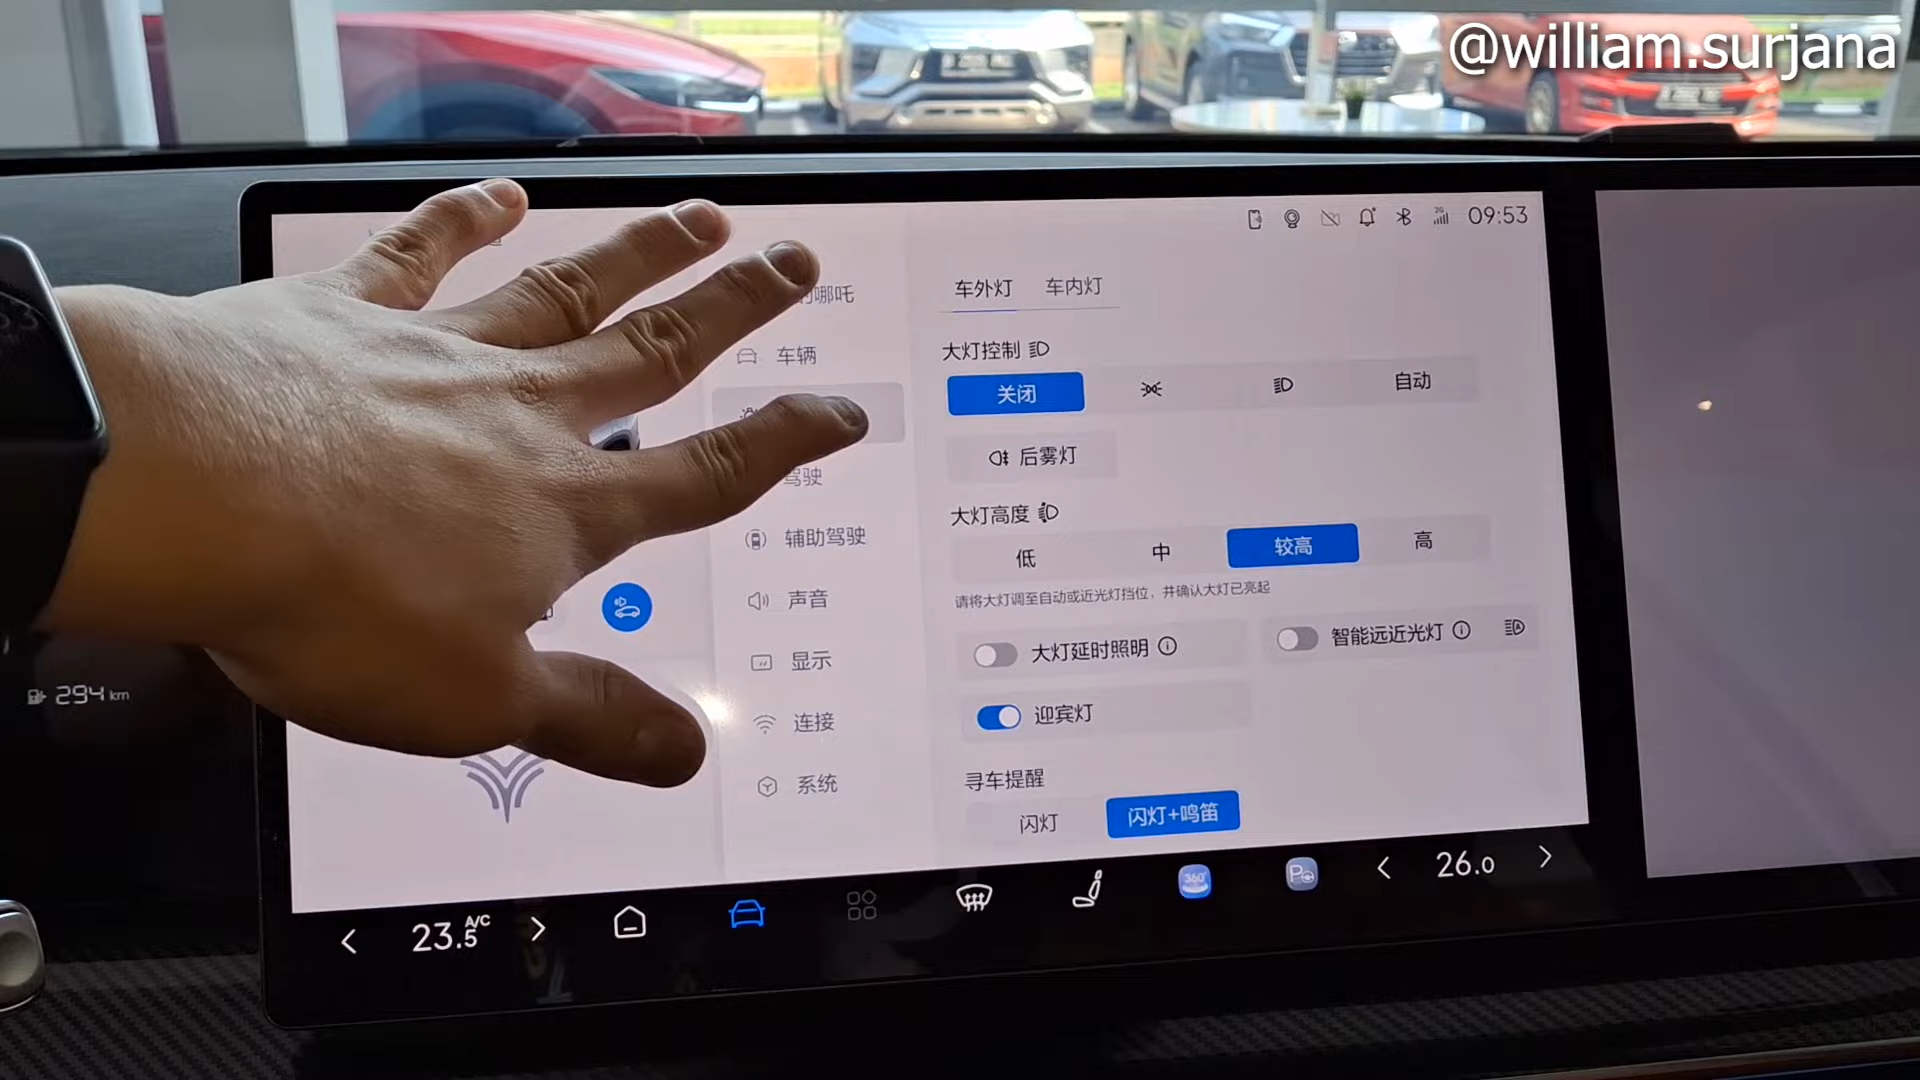 @william.surjana
09:53
哪吒
车辆
驾驶
辅助驾驶
声音
显示
连接
系统
车外灯 车内灯
大灯控制
关闭 自动
后雾灯
大灯高度
低 中 较高 高
请将大灯调至自动或近光灯挡位，并确认大灯已亮起
大灯延时照明 智能远近光灯
迎宾灯
寻车提醒
闪灯 闪灯+鸣笛
294 km
23.5 A/C 360° P 26.0